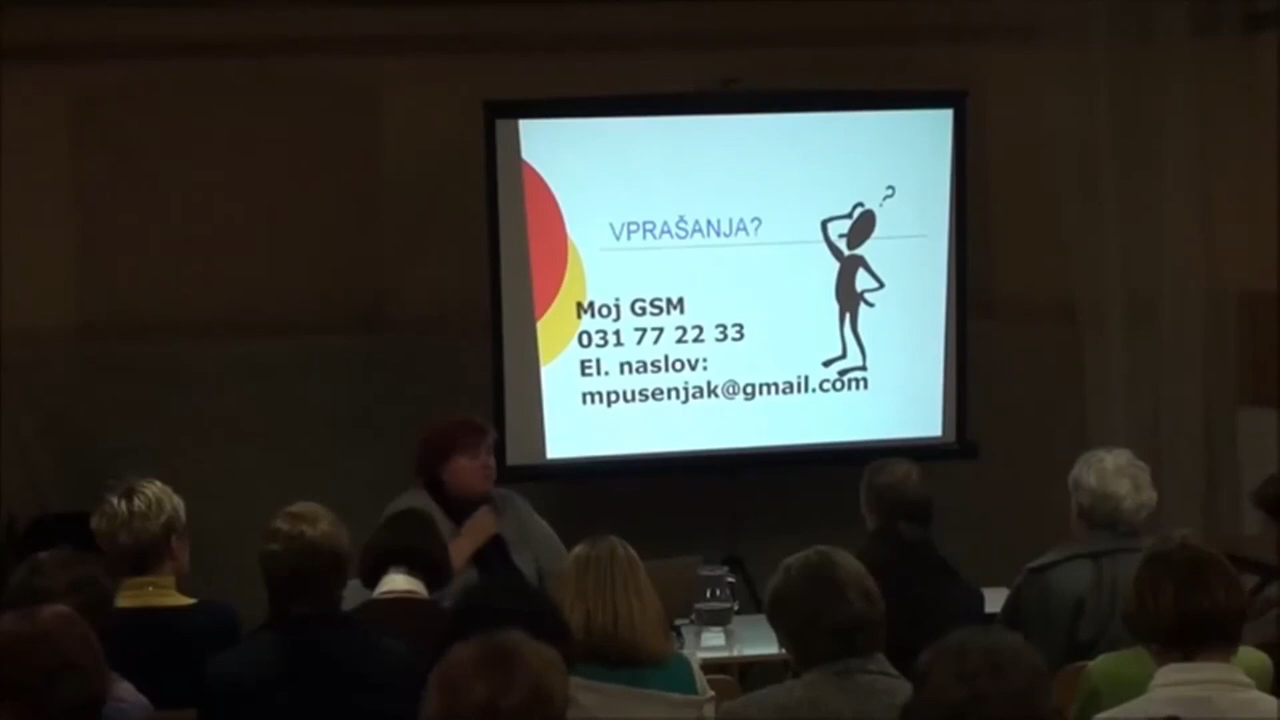 ?
VPRAŠANJA?
Moj GSM
031 77 22 33
El. naslov:
mpusenjak@gmail.com